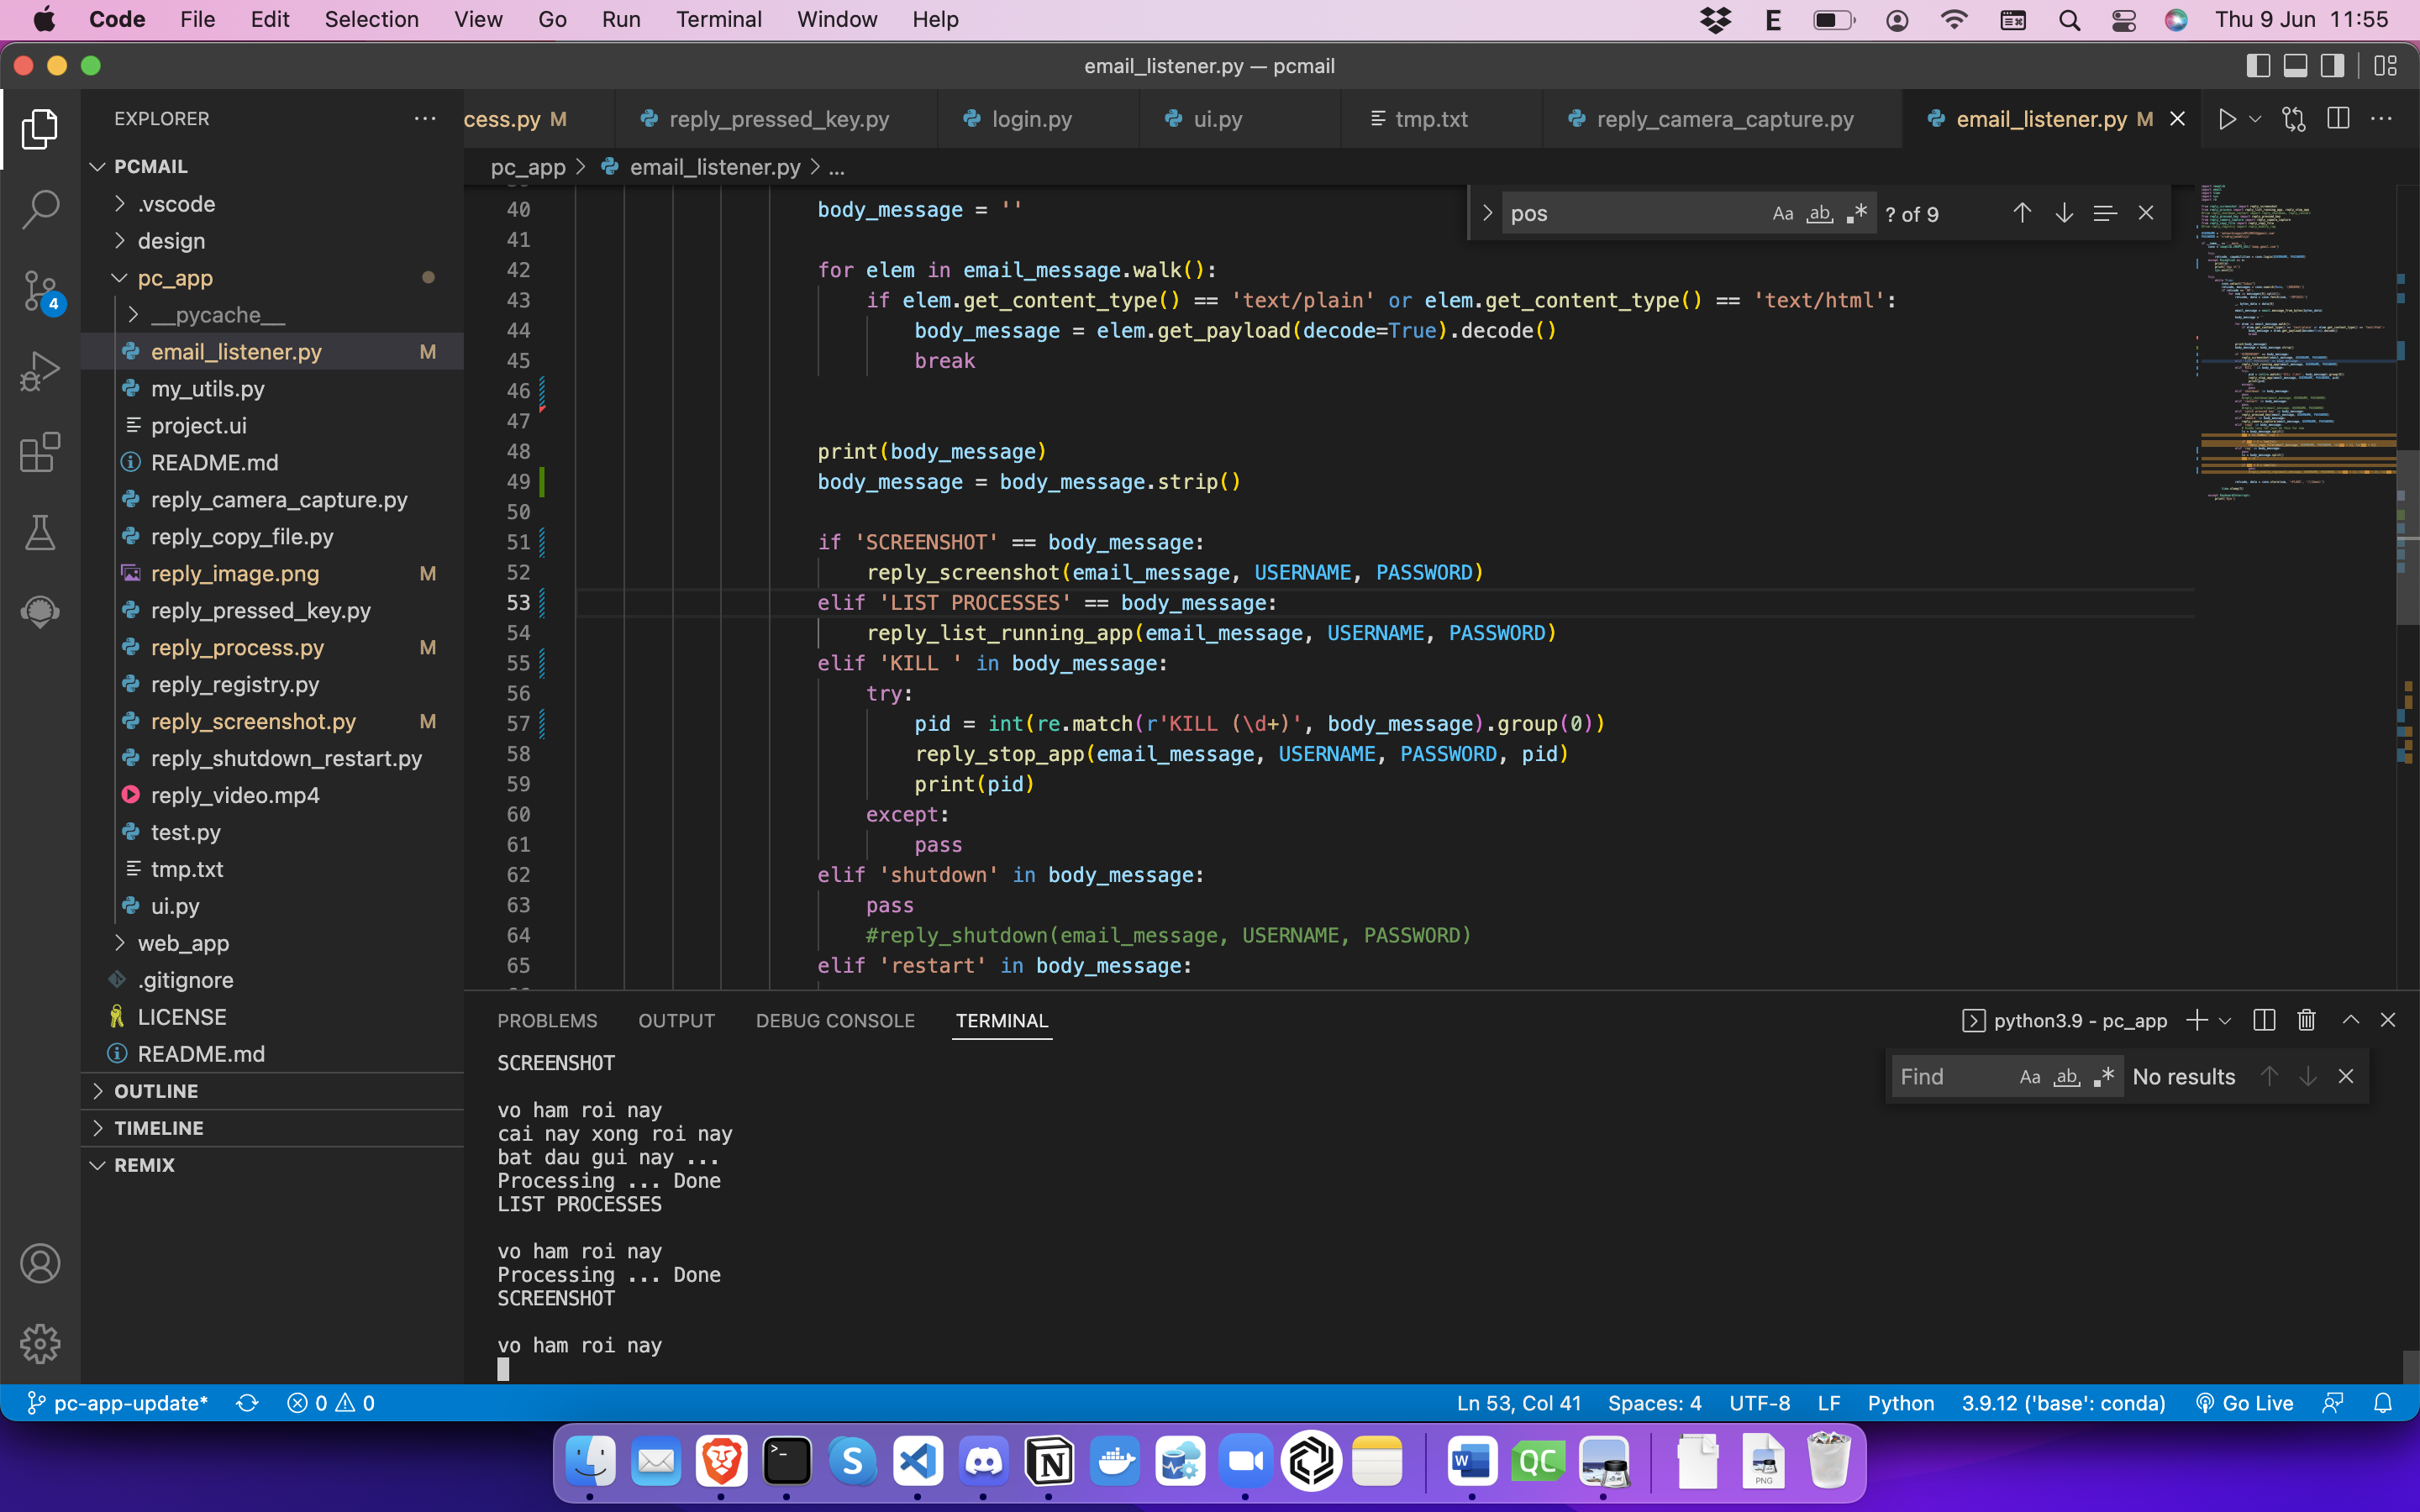 Code File Edit Selection View Go Run Terminal Window Help E Thu 9 Jun 11:55
email_listener.py — pcmail
EXPLORER ...
cess.py M reply_pressed_key.py login.py ui.py tmp.txt reply_camera_capture.py email_listener.py M
pc_app > email_listener.py > ...
PCMAIL
.vscode
design
pc_app
__pycache__
email_listener.py M
my_utils.py
project.ui
README.md
reply_camera_capture.py
reply_copy_file.py
reply_image.png M
reply_pressed_key.py
reply_process.py M
reply_registry.py
reply_screenshot.py M
reply_shutdown_restart.py
reply_video.mp4
test.py
tmp.txt
ui.py
web_app
.gitignore
LICENSE
README.md
OUTLINE
TIMELINE
REMIX
4
pos Aa ab .* ? of 9
40 body_message = ''
41
42 for elem in email_message.walk():
43 if elem.get_content_type() == 'text/plain' or elem.get_content_type() == 'text/html':
44 body_message = elem.get_payload(decode=True).decode()
45 break
46
47
48 print(body_message)
49 body_message = body_message.strip()
50
51 if 'SCREENSHOT' == body_message:
52 reply_screenshot(email_message, USERNAME, PASSWORD)
53 elif 'LIST PROCESSES' == body_message:
54 reply_list_running_app(email_message, USERNAME, PASSWORD)
55 elif 'KILL ' in body_message:
56 try:
57 pid = int(re.match(r'KILL (\d+)', body_message).group(0))
58 reply_stop_app(email_message, USERNAME, PASSWORD, pid)
59 print(pid)
60 except:
61 pass
62 elif 'shutdown' in body_message:
63 pass
64 #reply_shutdown(email_message, USERNAME, PASSWORD)
65 elif 'restart' in body_message:
PROBLEMS OUTPUT DEBUG CONSOLE TERMINAL python3.9 - pc_app
Find Aa ab .* No results
SCREENSHOT
vo ham roi nay
cai nay xong roi nay
bat dau gui nay ...
Processing ... Done
LIST PROCESSES
vo ham roi nay
Processing ... Done
SCREENSHOT
vo ham roi nay
pc-app-update* 0 0 Ln 53, Col 41 Spaces: 4 UTF-8 LF Python 3.9.12 ('base': conda) Go Live
S N W QC PNG